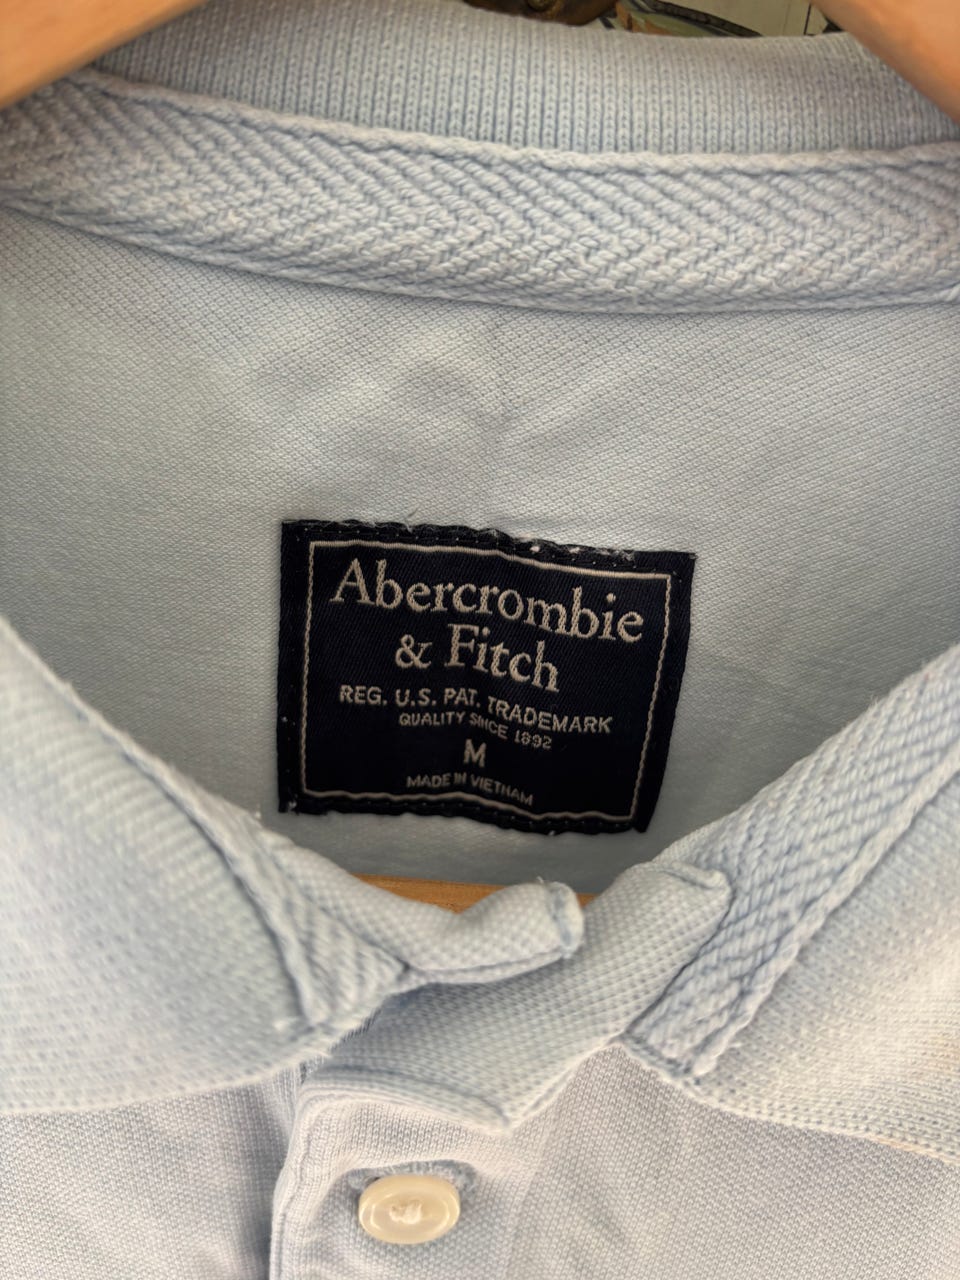 Abercrombie
& Fitch
REG. U.S. PAT. TRADEMARK
QUALITY SINCE 1892
M
MADE IN VIETNAM